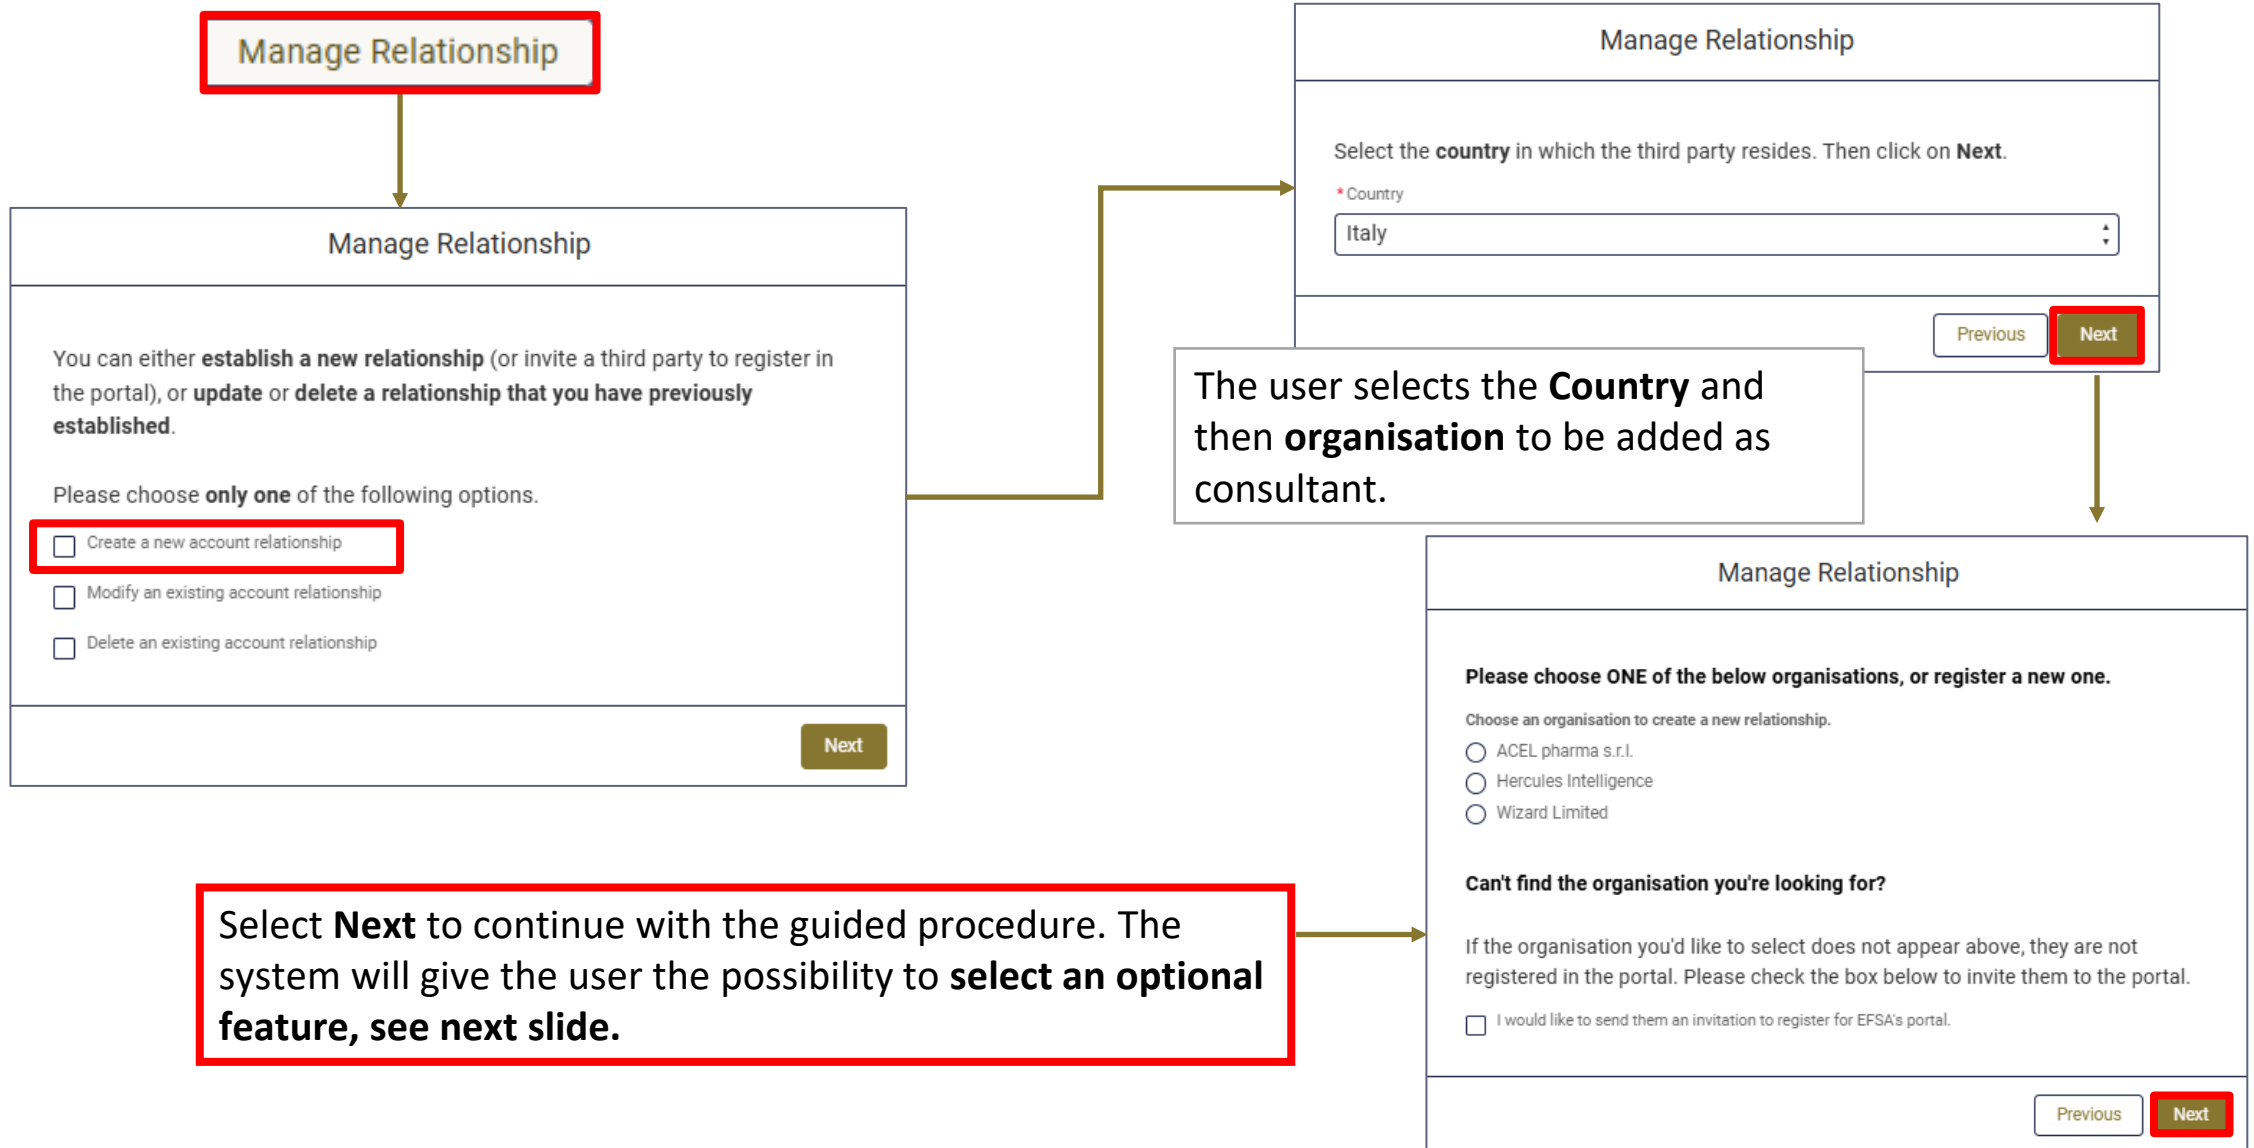 Manage Relationship
Manage Relationship
You can either establish a new relationship (or invite a third party to register in
the portal), or update or delete a relationship that you have previously
established.
Please choose only one of the following options.
Create a new account relationship
Modify an existing account relationship
Delete an existing account relationship
Next
Manage Relationship
Select the country in which the third party resides. Then click on Next.
*Country
Italy
Previous
Next
The user selects the Country and
then organisation to be added as
consultant.
Manage Relationship
Please choose ONE of the below organisations, or register a new one.
Choose an organisation to create a new relationship.
ACEL pharma s.r.l.
Hercules Intelligence
Wizard Limited
Can't find the organisation you're looking for?
If the organisation you'd like to select does not appear above, they are not
registered in the portal. Please check the box below to invite them to the portal.
I would like to send them an invitation to register for EFSA's portal.
Previous
Next
Select Next to continue with the guided procedure. The
system will give the user the possibility to select an optional
feature, see next slide.